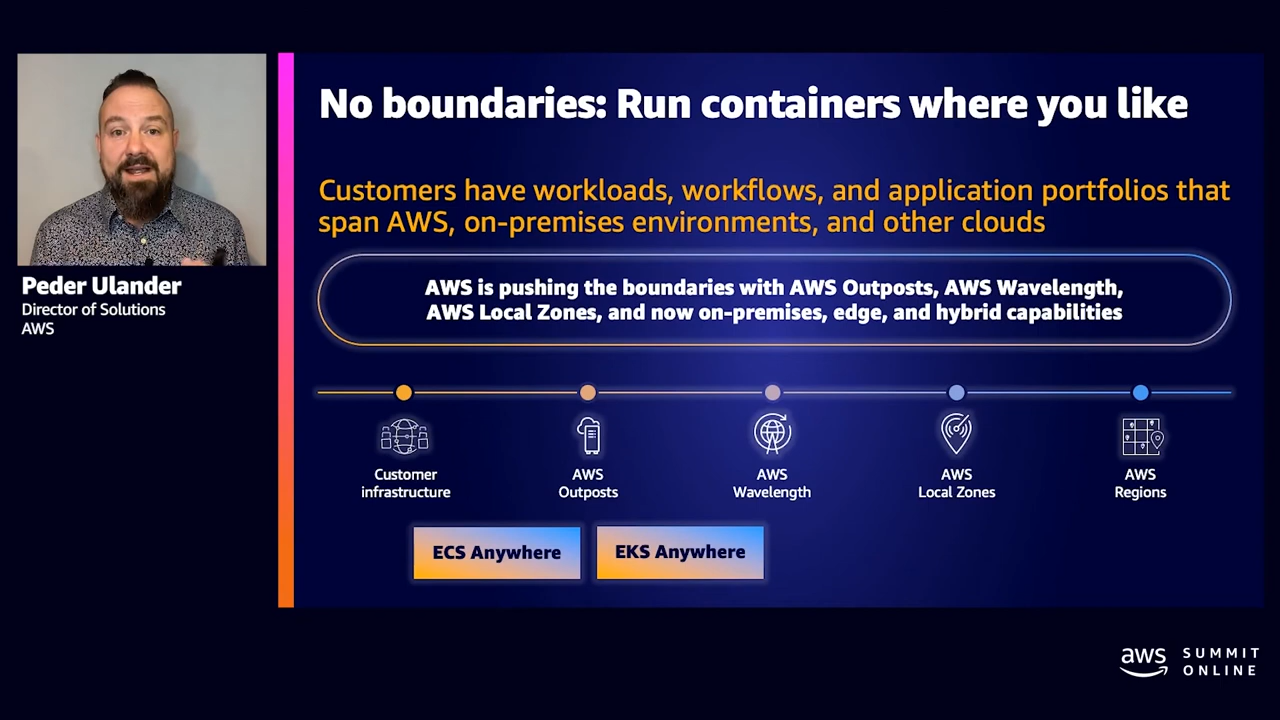 No boundaries: Run containers where you like
Customers have workloads, workflows, and application portfolios that
span AWS, on-premises environments, and other clouds
AWS is pushing the boundaries with AWS Outposts, AWS Wavelength,
AWS Local Zones, and now on-premises, edge, and hybrid capabilities
Peder Ulander
Director of Solutions
AWS
Customer
infrastructure
AWS
Outposts
AWS
Wavelength
AWS
Local Zones
AWS
Regions
ECS Anywhere
EKS Anywhere
aws
SUMMIT
ONLINE